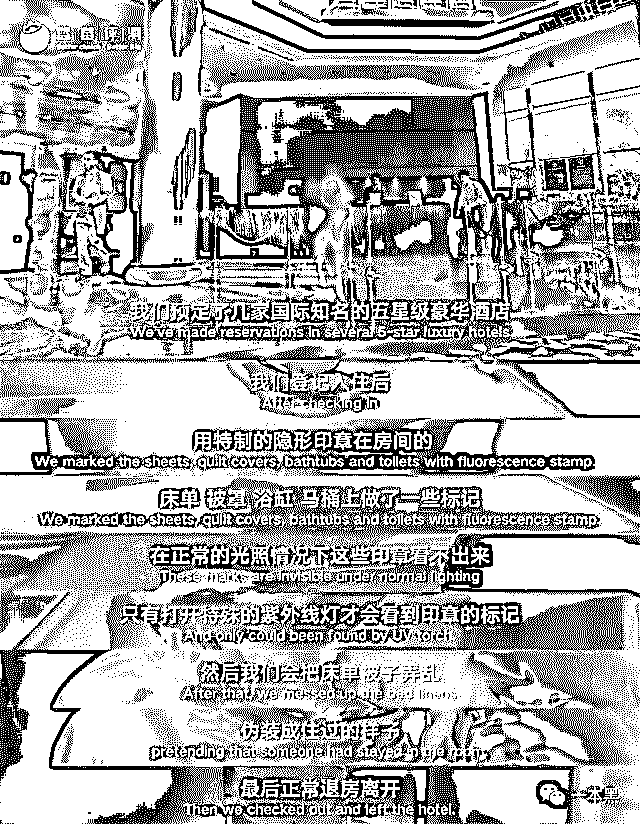 我们预定了几家国际知名的五星级豪华酒店
We've made reservations in several 5-star luxury hotels
我们登记入住后
After checking in
用特制的隐形印章在房间的
We marked the sheets, quilt covers, bathtubs and toilets with fluorescence stamp.
床单 被罩 浴缸 马桶上做了一些标记
We marked the sheets, quilt covers, bathtubs and toilets with fluorescence stamp.
在正常的光照情况下这些印章看不出来
These marks are invisible under normal lighting
只有打开特殊的紫外线灯才会看到印章的标记
And only could been found by UV torch
然后我们会把床单被子弄乱
After that, we messed up the bed linens
伪装成住过的样子
pretending that someone had stayed in the room
最后正常退房离开
Then we checked out and left the hotel.
一本黑